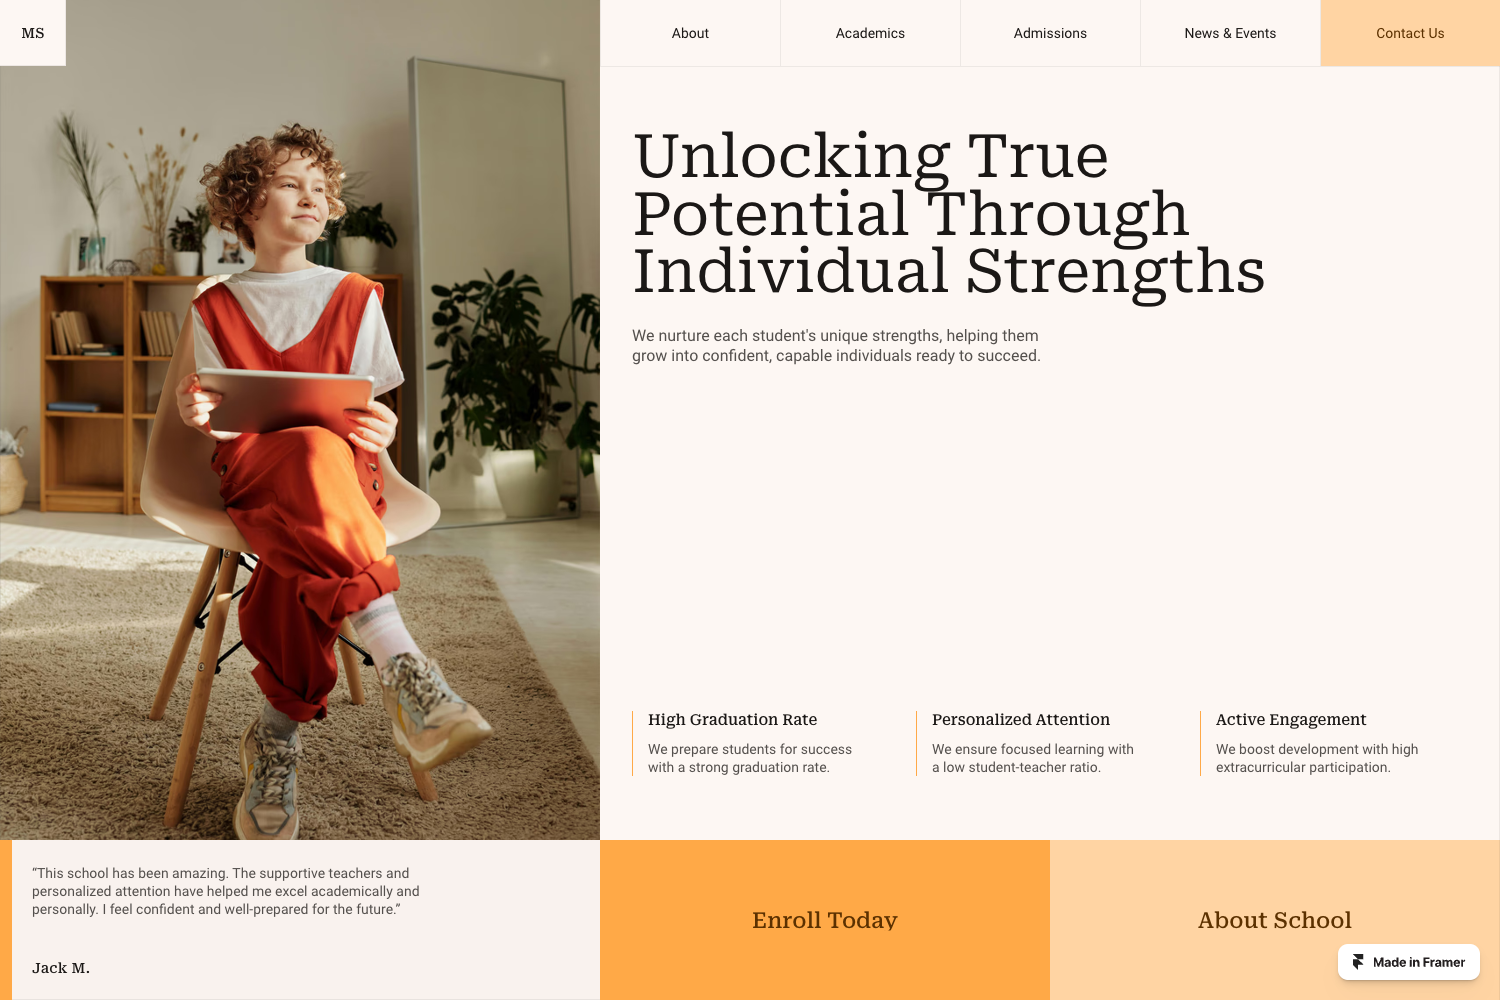 MS
About
Academics
Admissions
News & Events
Contact Us
Unlocking True
Potential Through
Individual Strengths
We nurture each student's unique strengths, helping them
grow into confident, capable individuals ready to succeed.
High Graduation Rate
We prepare students for success
with a strong graduation rate.
Personalized Attention
We ensure focused learning with
a low student-teacher ratio.
Active Engagement
We boost development with high
extracurricular participation.
“This school has been amazing. The supportive teachers and
personalized attention have helped me excel academically and
personally. I feel confident and well-prepared for the future.”
Jack M.
Enroll Today
About School
Made in Framer